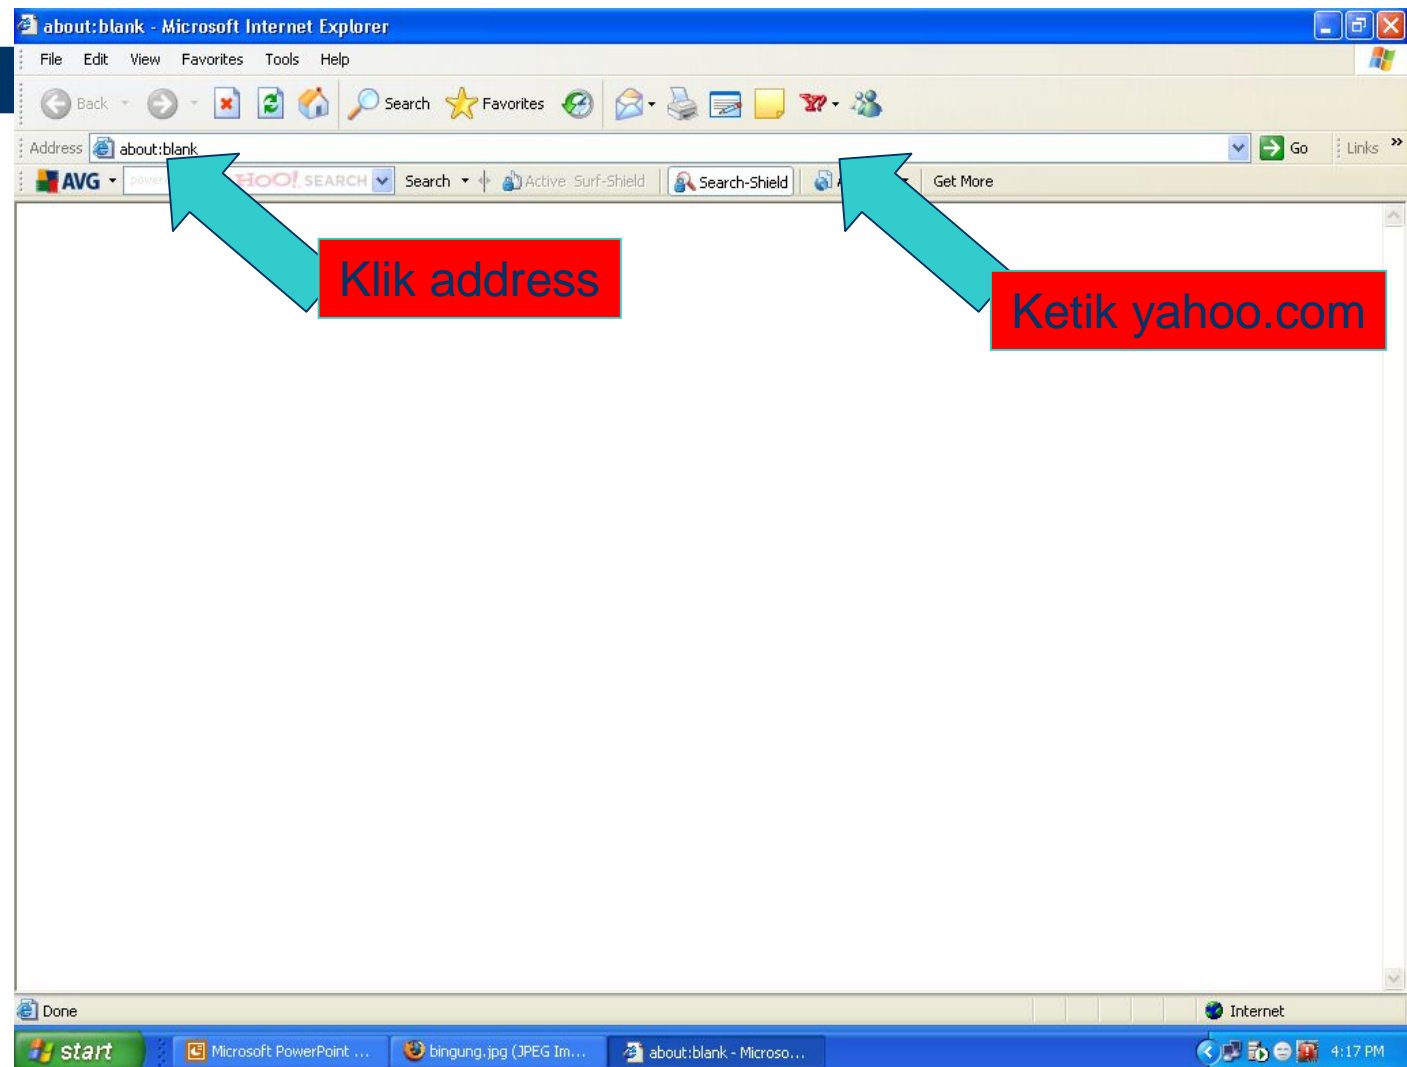 about:blank - Microsoft Internet Explorer
File Edit View Favorites Tools Help
Back Search Favorites
Address about:blank Go Links
AVG HOO! SEARCH Search Active Surf-Shield Search-Shield Get More
Klik address
Ketik yahoo.com
Done Internet
start Microsoft PowerPoint ... bingung.jpg (JPEG Im... about:blank - Microso... 4:17 PM